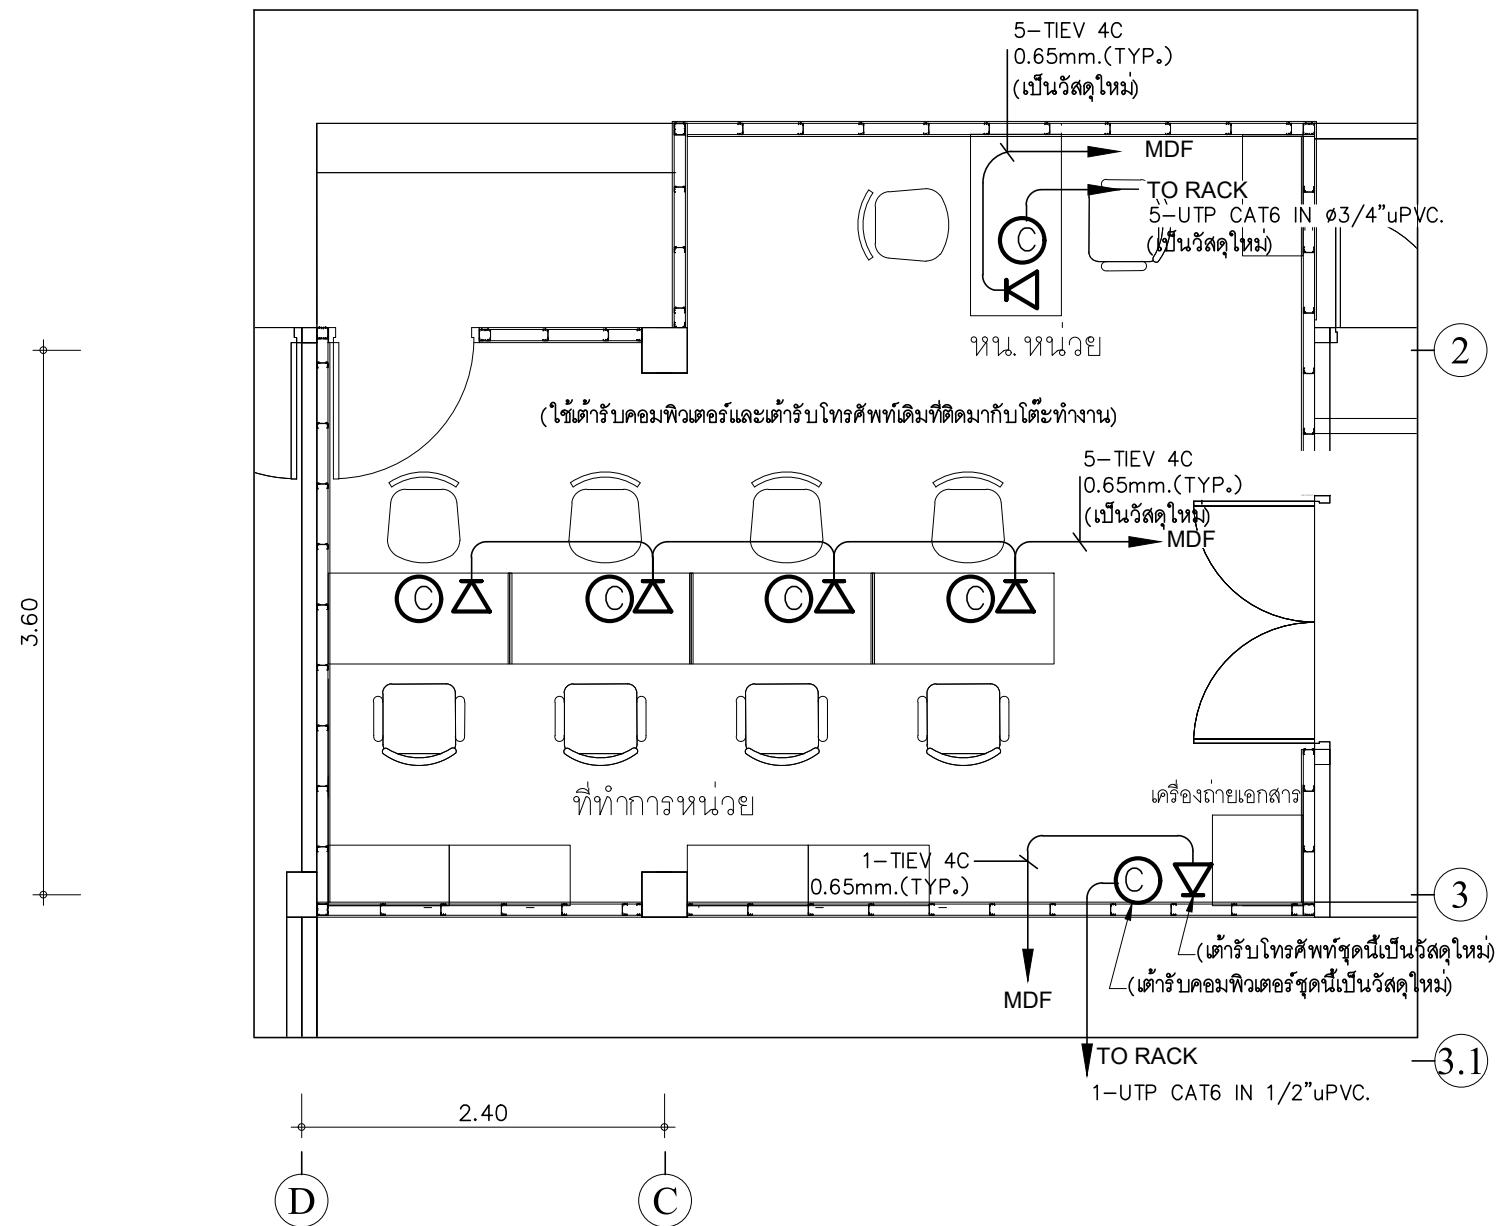 5-TIEV 4C
0.65mm.(TYP.)
(เป็นวัสดุใหม่)
MDF
TO RACK
5-UTP CAT6 IN ø3/4"uPVC.
(เป็นวัสดุใหม่)
C
หน.หน่วย
2
(ใช้เต้ารับคอมพิวเตอร์และเต้ารับโทรศัพท์เดิมที่ติดมากับโต๊ะทำงาน)
5-TIEV 4C
0.65mm.(TYP.)
(เป็นวัสดุใหม่)
MDF
C C C C
3.60
ที่ทำการหน่วย
เครื่องถ่ายเอกสาร
1-TIEV 4C
0.65mm.(TYP.)
C
3
(เต้ารับโทรศัพท์ชุดนี้เป็นวัสดุใหม่)
(เต้ารับคอมพิวเตอร์ชุดนี้เป็นวัสดุใหม่)
MDF
TO RACK
3.1
1-UTP CAT6 IN 1/2"uPVC.
2.40
D C